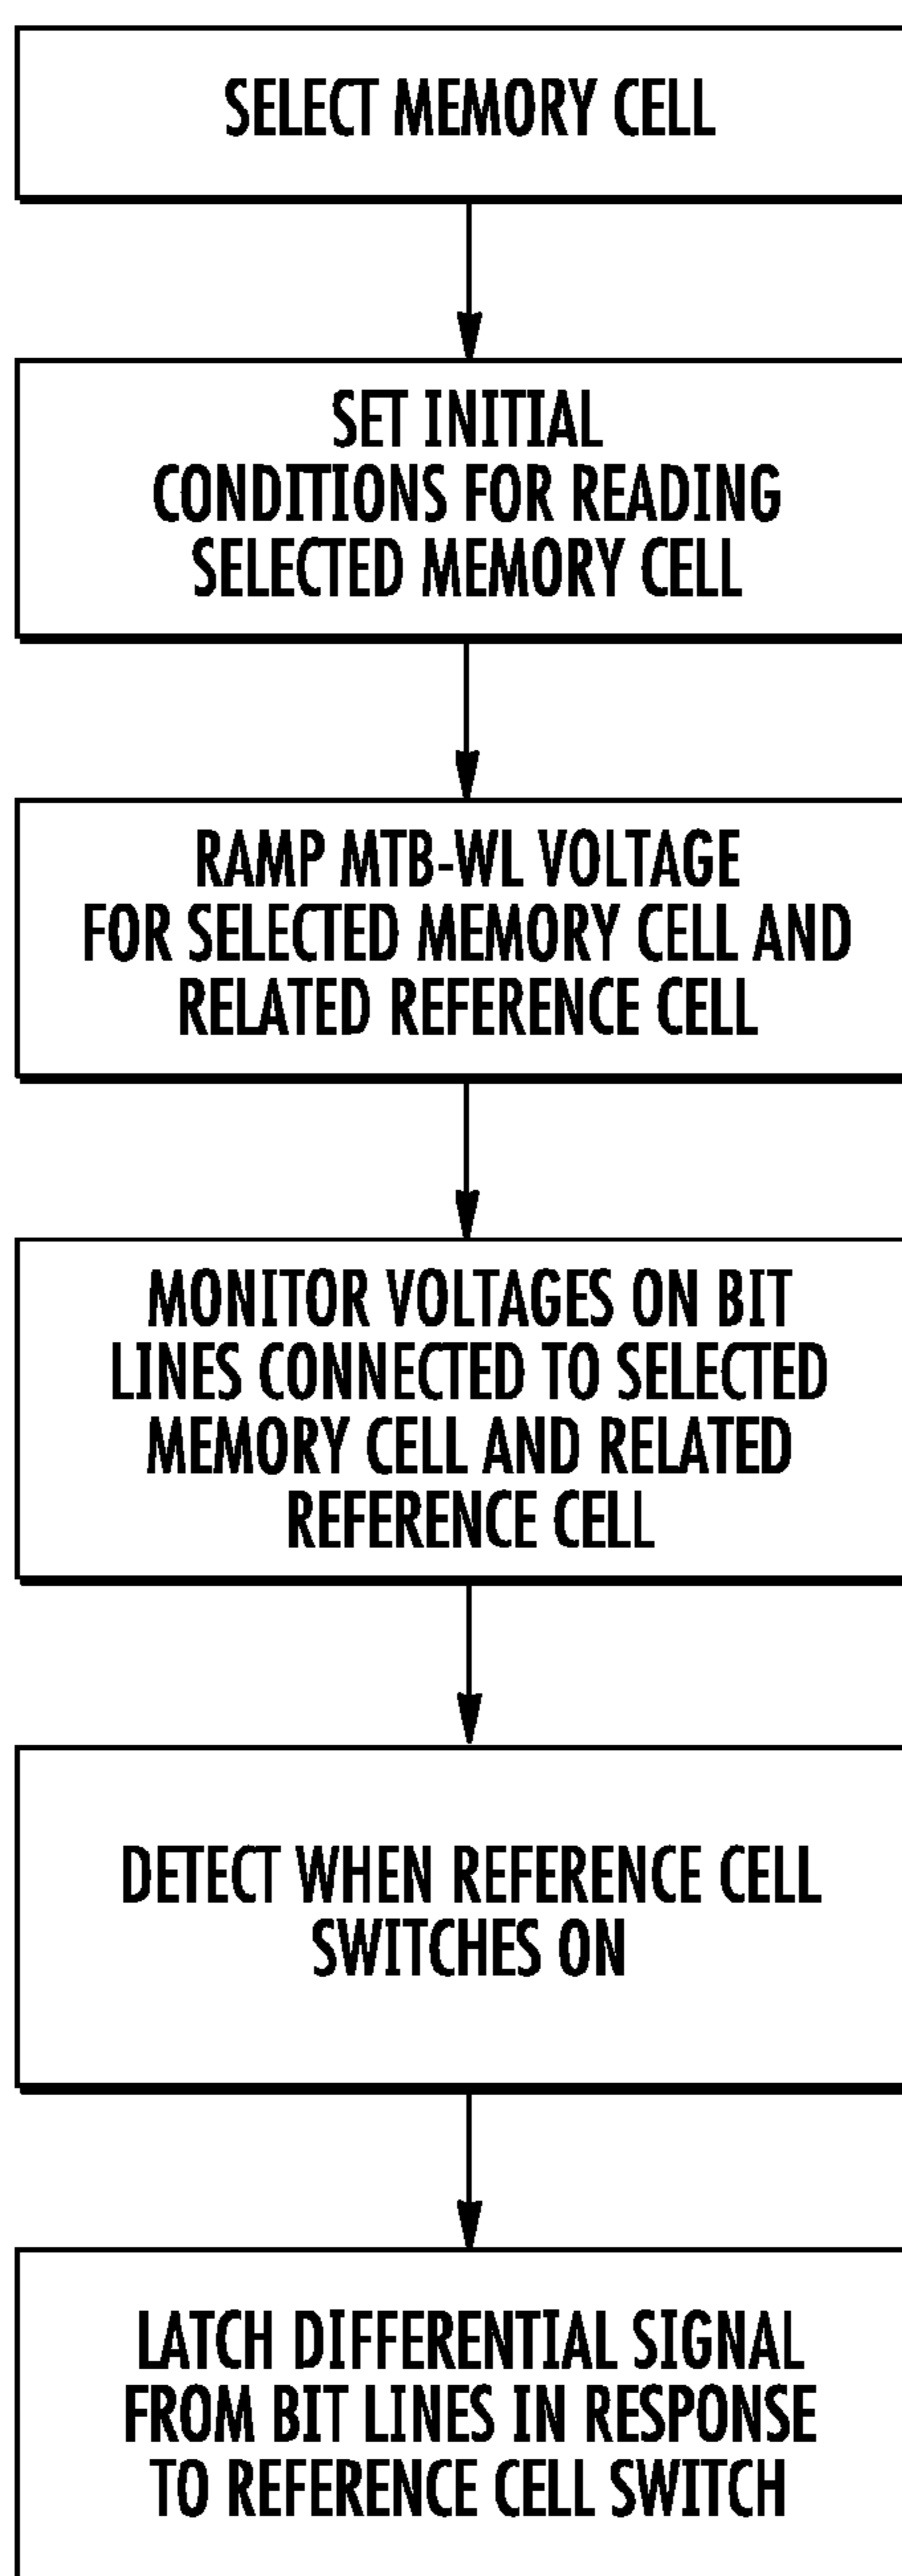 SELECT MEMORY CELL
SET INITIAL
CONDITIONS FOR READING
SELECTED MEMORY CELL
RAMP MTB-WL VOLTAGE
FOR SELECTED MEMORY CELL AND
RELATED REFERENCE CELL
MONITOR VOLTAGES ON BIT
LINES CONNECTED TO SELECTED
MEMORY CELL AND RELATED
REFERENCE CELL
DETECT WHEN REFERENCE CELL
SWITCHES ON
LATCH DIFFERENTIAL SIGNAL
FROM BIT LINES IN RESPONSE
TO REFERENCE CELL SWITCH